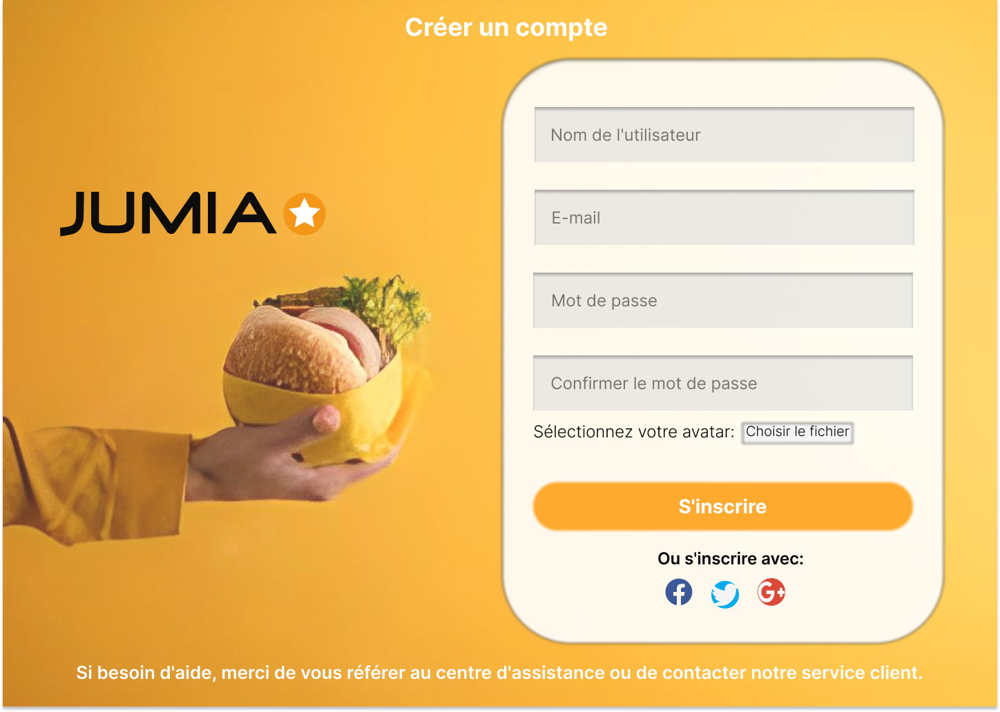 Créer un compte
JUMIA
Nom de l'utilisateur
E-mail
Mot de passe
Confirmer le mot de passe
Sélectionnez votre avatar: Choisir le fichier
S'inscrire
Ou s'inscrire avec:
G+
Si besoin d'aide, merci de vous référer au centre d'assistance ou de contacter notre service client.